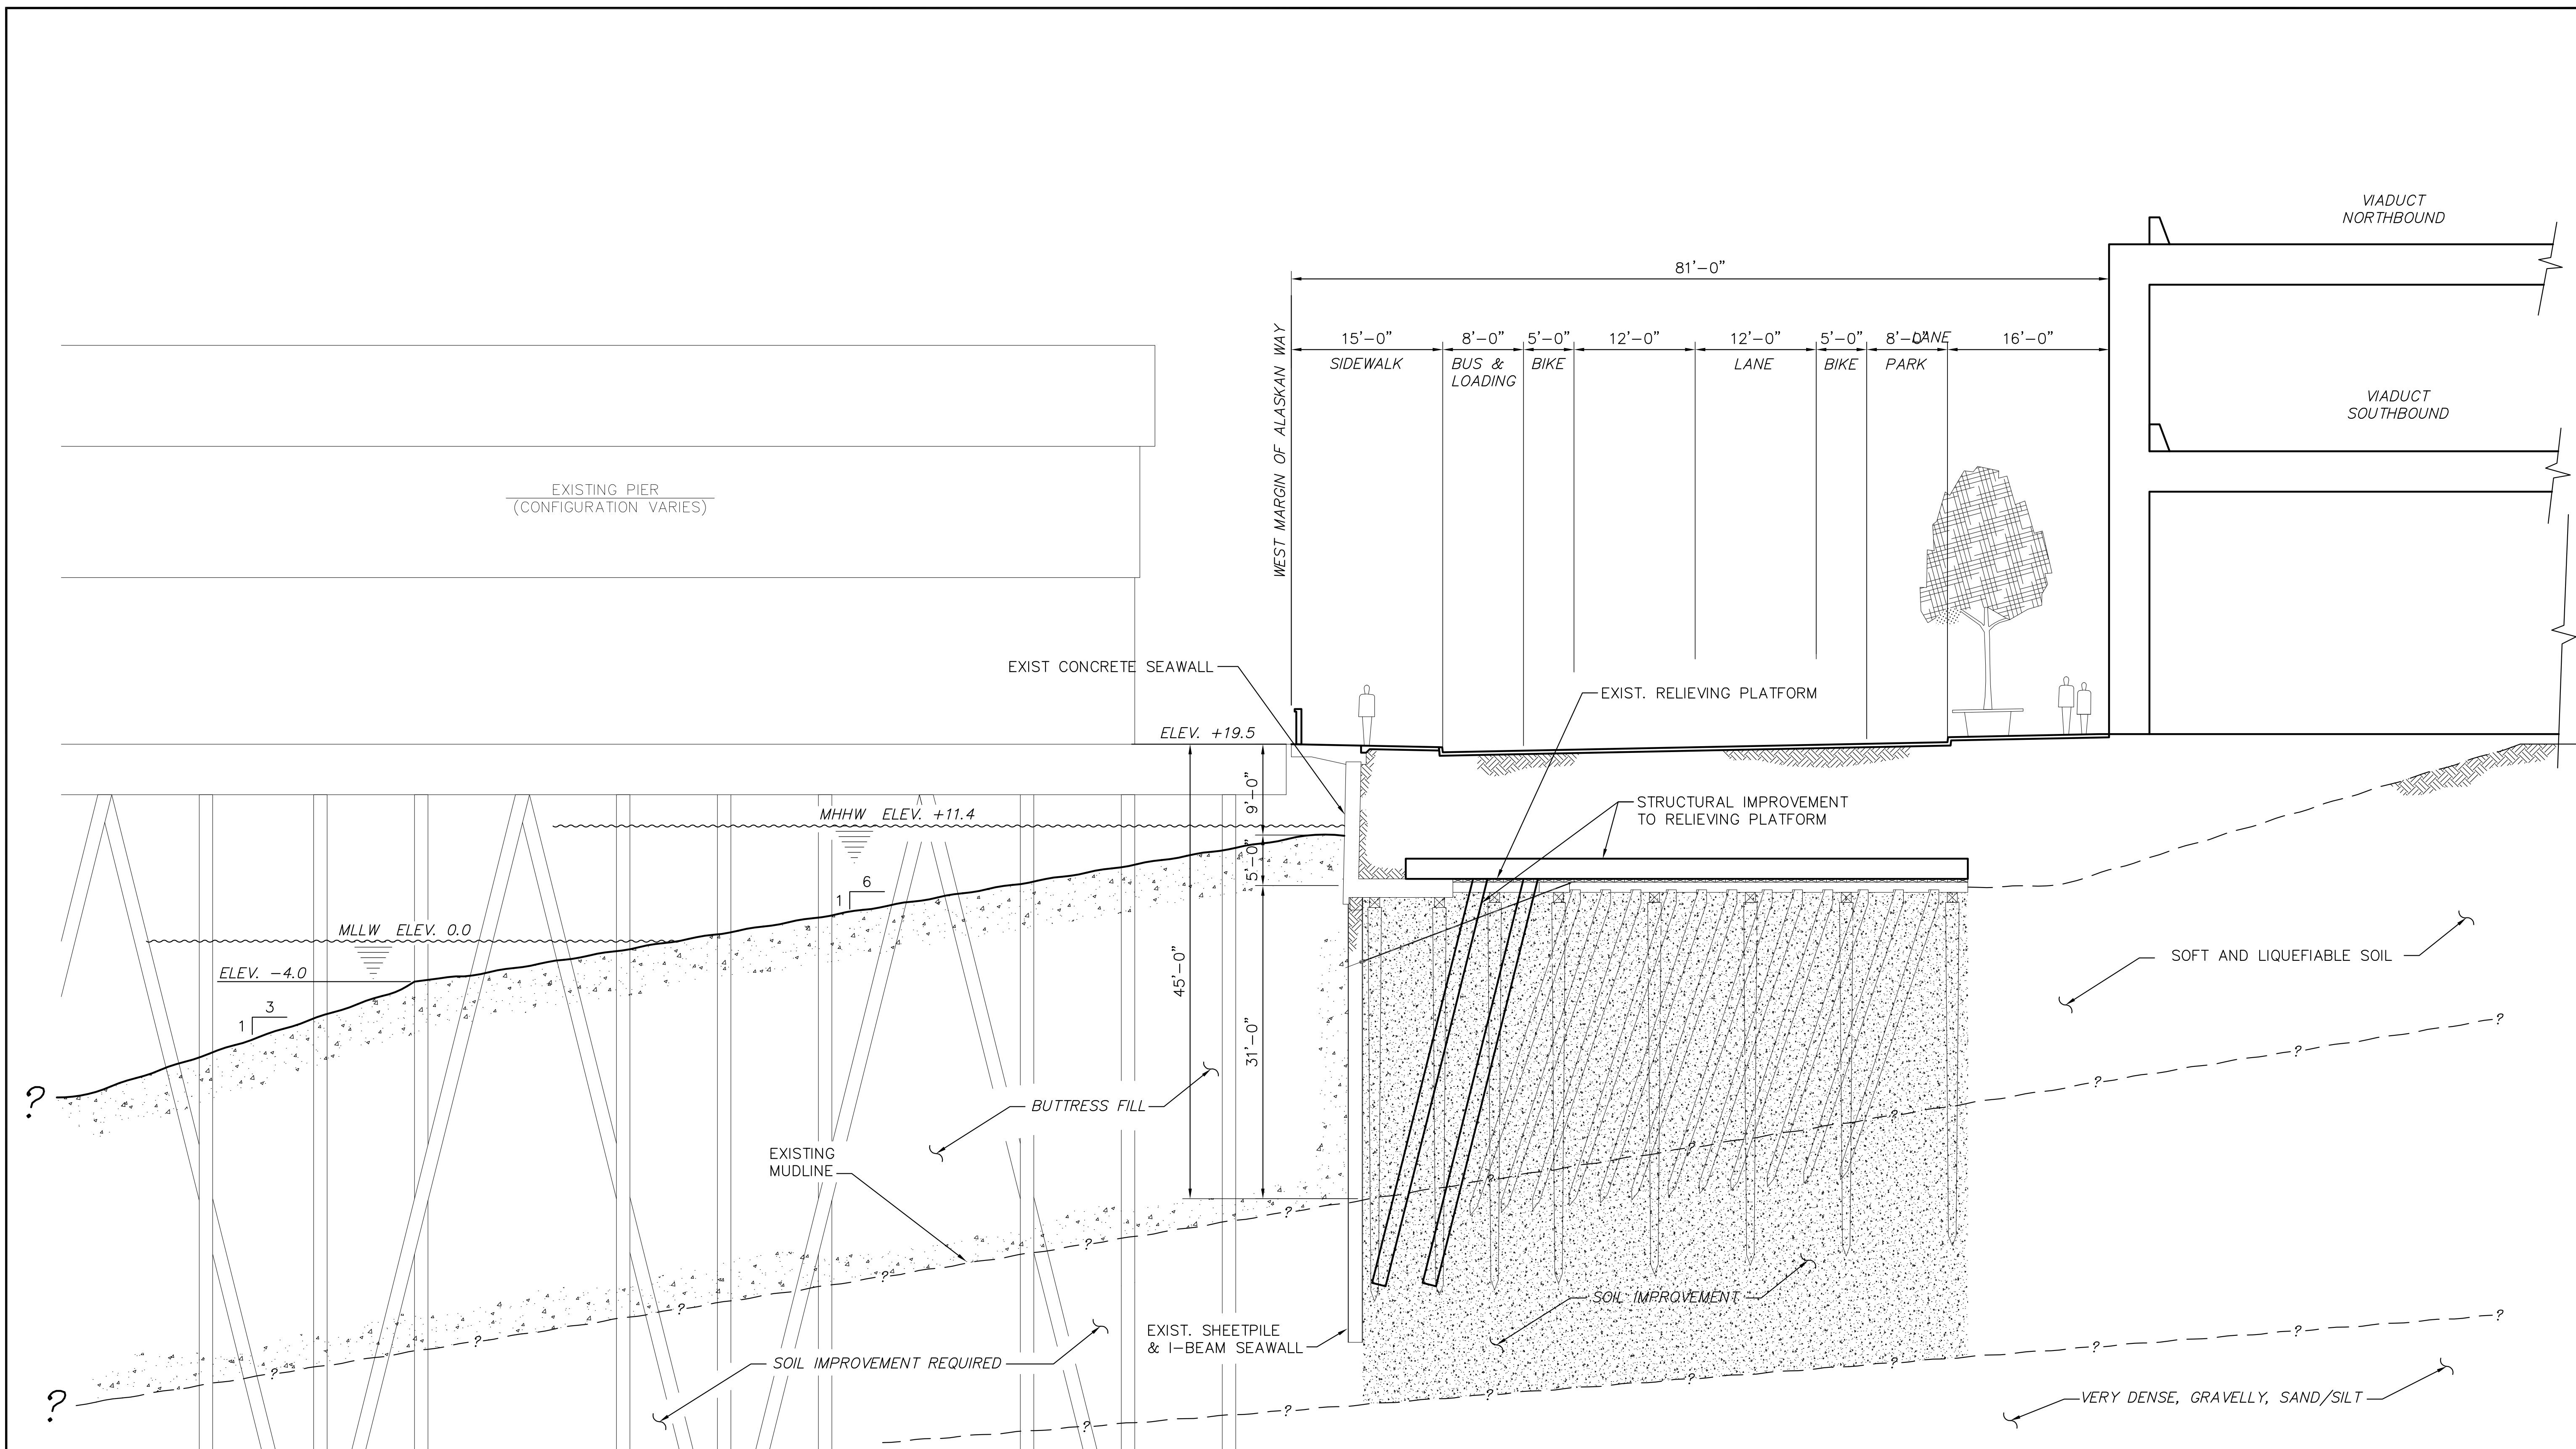 VIADUCT
NORTHBOUND
81'-0"
15'-0"
8'-0"
5'-0"
12'-0"
12'-0"
5'-0"
8'-0"
LANE
16'-0"
SIDEWALK
BUS &
LOADING
BIKE
LANE
BIKE
PARK
WEST MARGIN OF ALASKAN WAY
VIADUCT
SOUTHBOUND
EXISTING PIER
(CONFIGURATION VARIES)
EXIST CONCRETE SEAWALL
EXIST. RELIEVING PLATFORM
ELEV. +19.5
9'-0"
MHHW ELEV. +11.4
STRUCTURAL IMPROVEMENT
TO RELIEVING PLATFORM
5'-0"
6
1
MLLW ELEV. 0.0
ELEV. -4.0
45'-0"
SOFT AND LIQUEFIABLE SOIL
3
1
31'-0"
?
?
?
?
?
?
?
BUTTRESS FILL
EXISTING
MUDLINE
?
?
?
?
?
?
SOIL IMPROVEMENT
EXIST. SHEETPILE
& I-BEAM SEAWALL
SOIL IMPROVEMENT REQUIRED
?
?
?
?
?
?
?
?
?
VERY DENSE, GRAVELLY, SAND/SILT